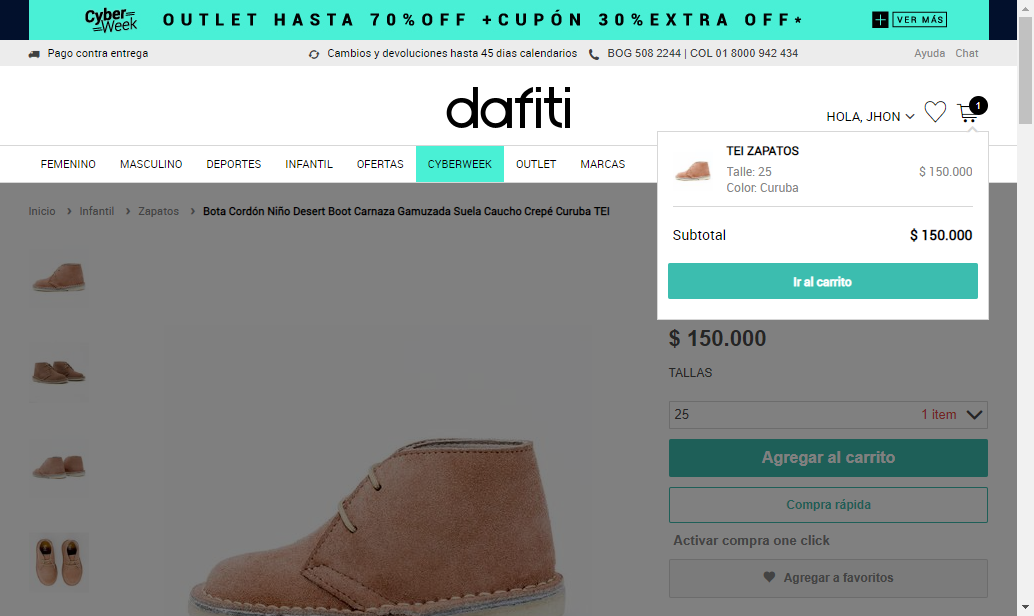 Cyber Week
OUTLET HASTA 70%OFF +CUPÓN 30%EXTRA OFF*
+ VER MÁS
Pago contra entrega
Cambios y devoluciones hasta 45 dias calendarios
BOG 508 2244 | COL 01 8000 942 434
Ayuda Chat
dafiti
HOLA, JHON
1
FEMENINO MASCULINO DEPORTES INFANTIL OFERTAS CYBERWEEK OUTLET MARCAS
TEI ZAPATOS
Talle: 25
$ 150.000
Color: Curuba
Subtotal $ 150.000
Ir al carrito
Inicio > Infantil > Zapatos > Bota Cordón Niño Desert Boot Carnaza Gamuzada Suela Caucho Crepé Curuba TEI
$ 150.000
TALLAS
25 1 item
Agregar al carrito
Compra rápida
Activar compra one click
Agregar a favoritos